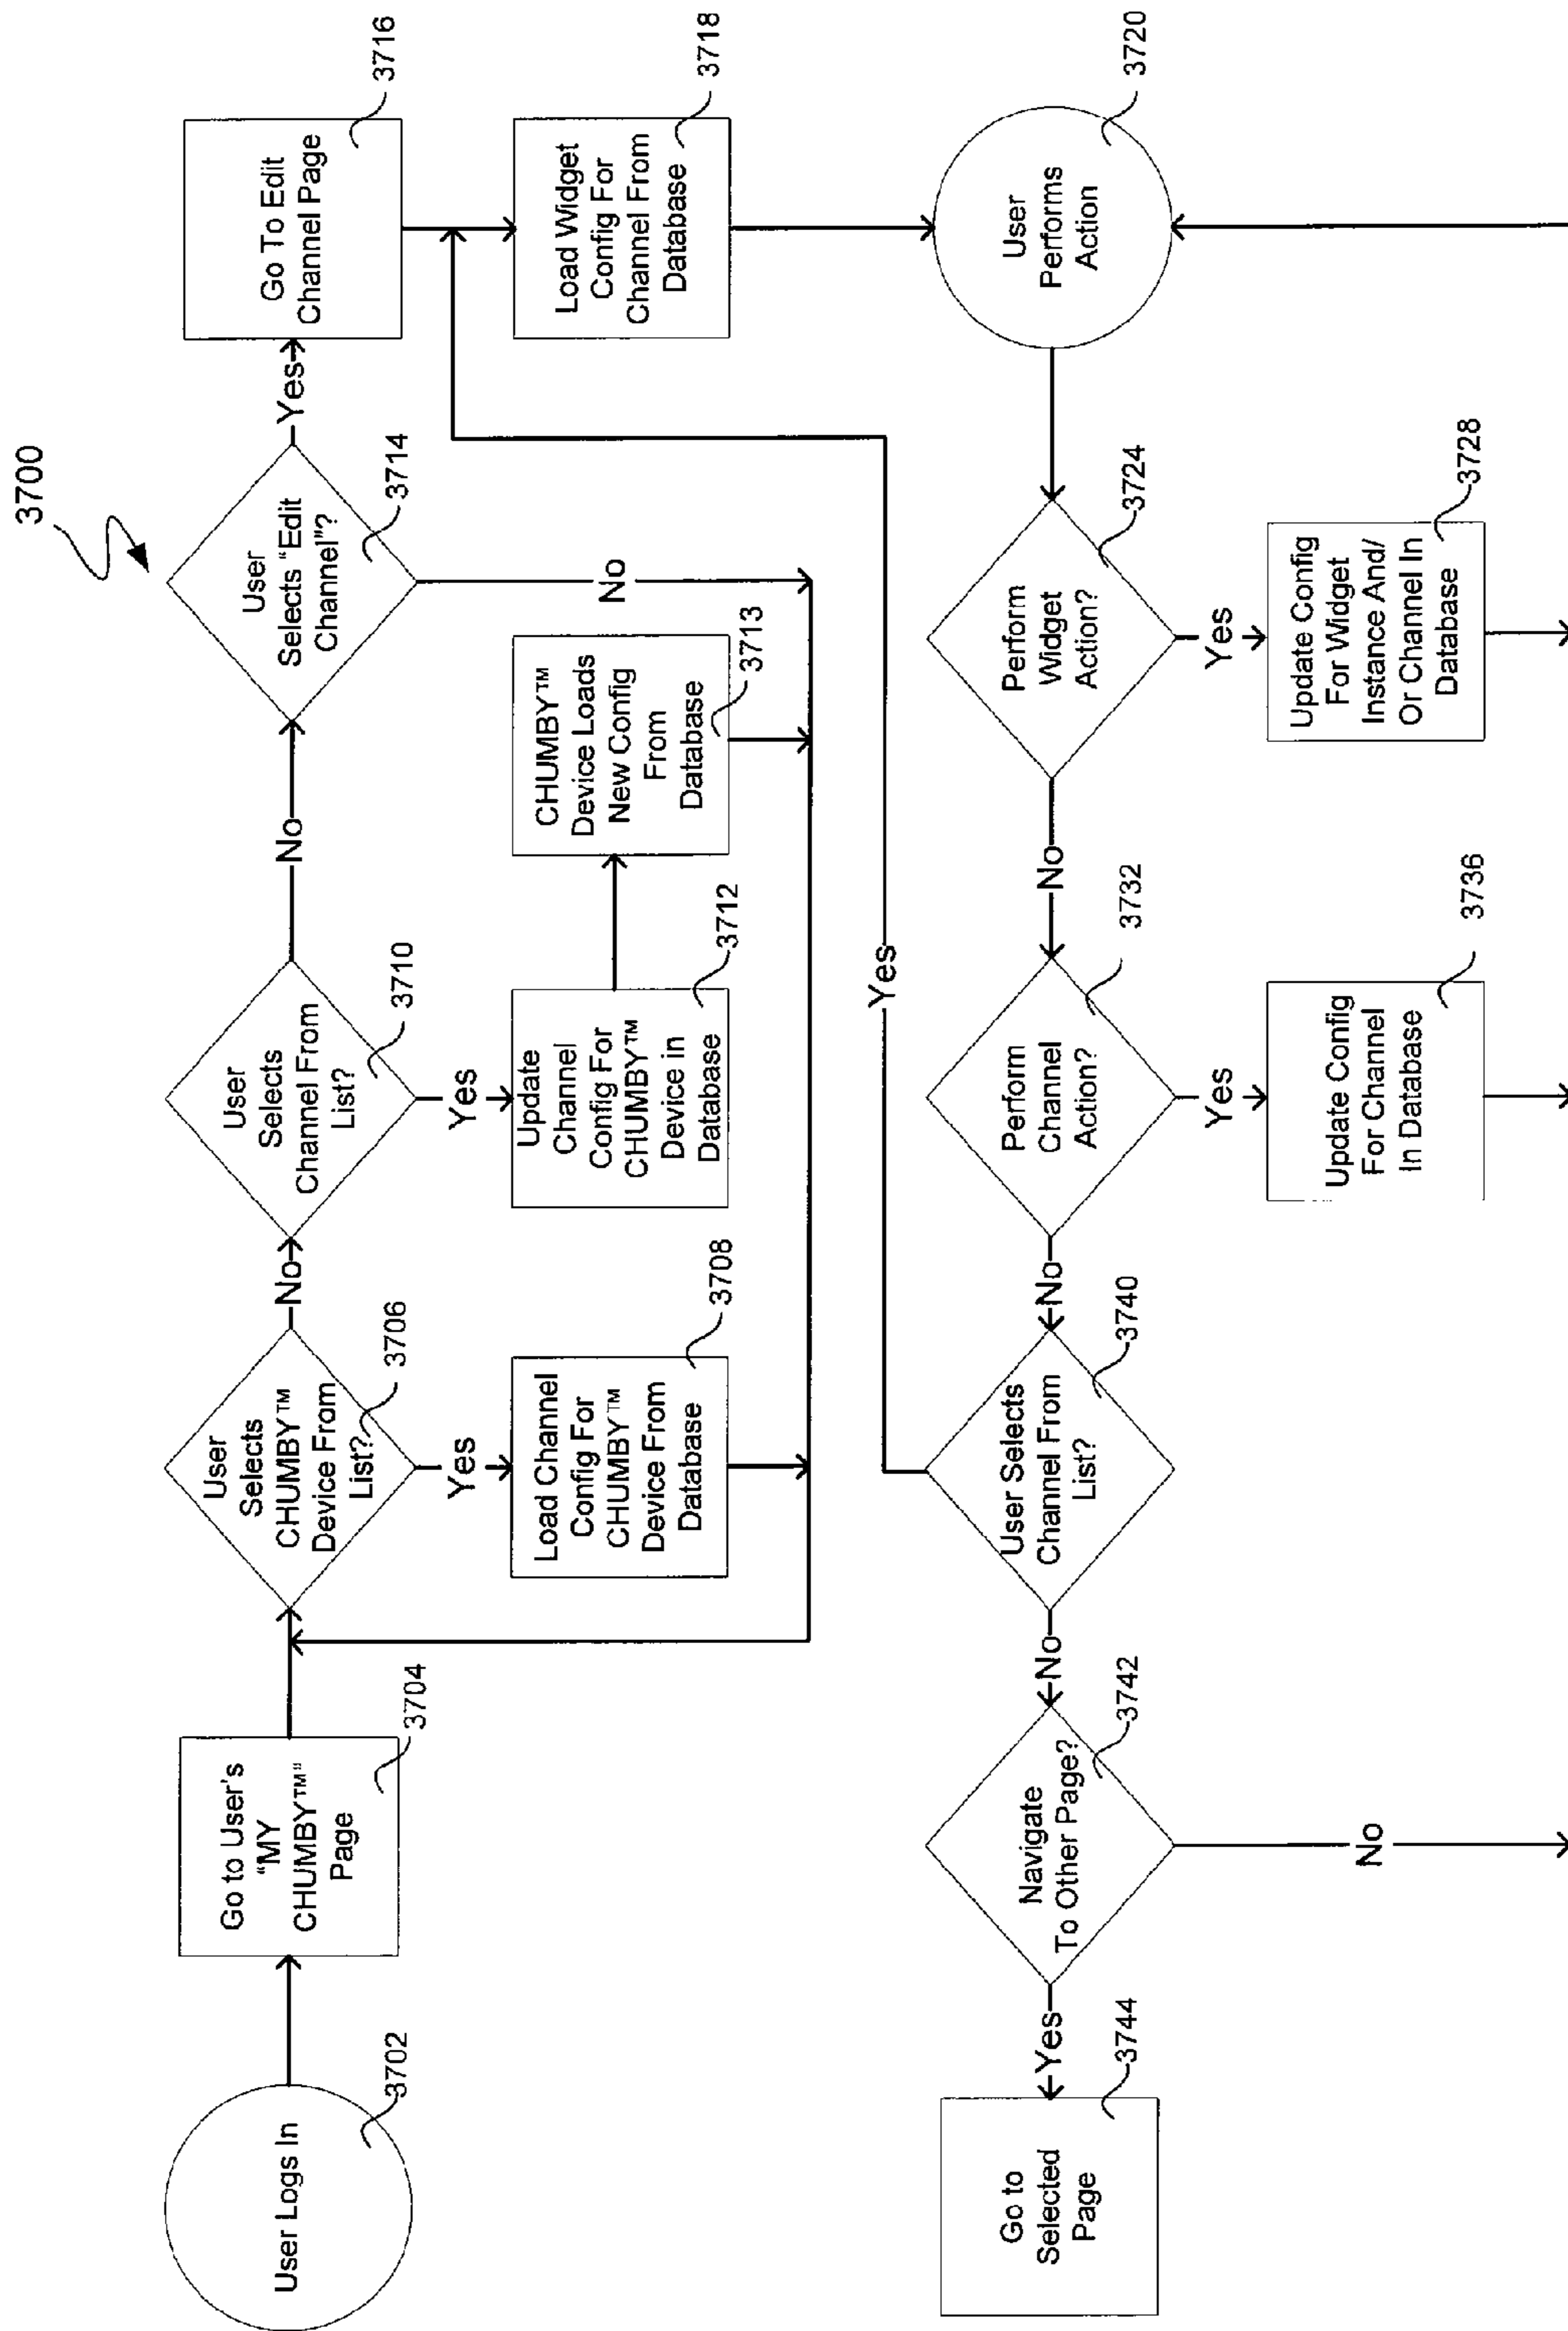 3700
User Logs In
3702
Go to User's
“MY
CHUMBY™“
Page
3704
User
Selects
CHUMBY™
Device From
List?
3706
No
Yes
Load Channel
Config For
CHUMBY™
Device From
Database
3708
User
Selects
Channel From
List?
3710
No
Yes
Update
Channel
Config For
CHUMBY™
Device in
Database
3712
CHUMBY™
Device Loads
New Config
From
Database
3713
User
Selects “Edit
Channel”?
3714
Yes
No
Go To Edit
Channel Page
3716
Load Widget
Config For
Channel From
Database
3718
User
Performs
Action
3720
Perform
Widget
Action?
3724
Yes
No
Update Config
For Widget
Instance And/
Or Channel In
Database
3728
Perform
Channel
Action?
3732
Yes
No
Update Config
For Channel
In Database
3736
User Selects
Channel From
List?
3740
Yes
No
Navigate
To Other Page?
3742
No
Yes
Go to
Selected
Page
3744